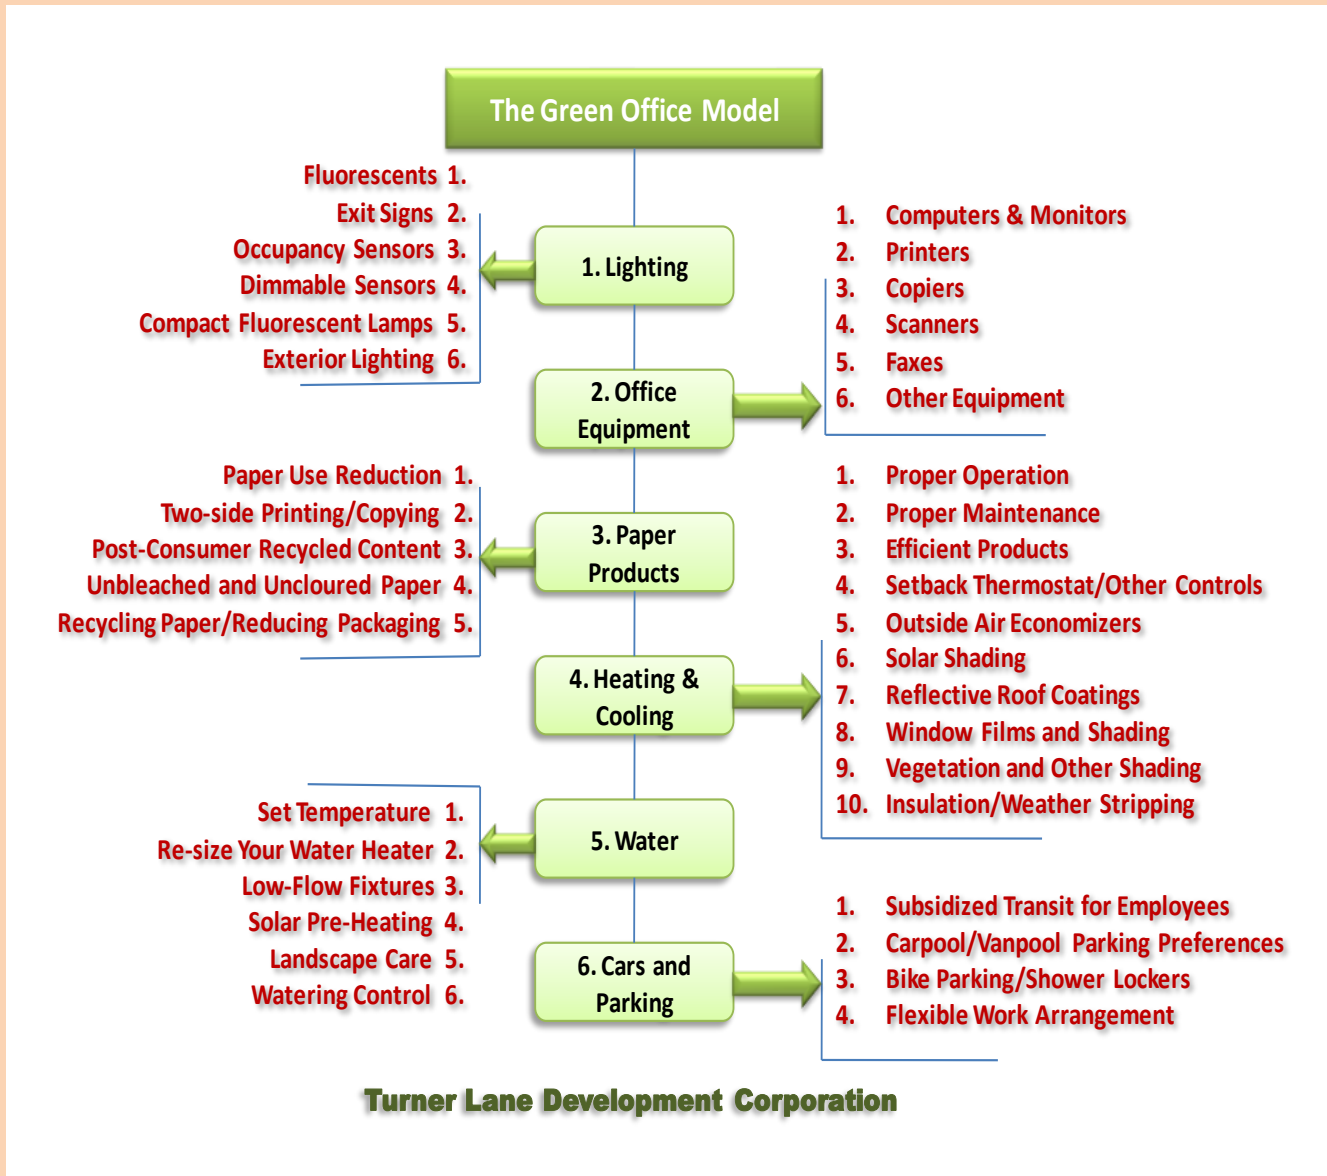 The Green Office Model
Fluorescents 1.
Exit Signs 2.
Occupancy Sensors 3.
Dimmable Sensors 4.
Compact Fluorescent Lamps 5.
Exterior Lighting 6.
1. Lighting
1. Computers & Monitors
2. Printers
3. Copiers
4. Scanners
5. Faxes
6. Other Equipment
2. Office
Equipment
Paper Use Reduction 1.
Two-side Printing/Copying 2.
Post-Consumer Recycled Content 3.
Unbleached and Uncloured Paper 4.
Recycling Paper/Reducing Packaging 5.
3. Paper
Products
1. Proper Operation
2. Proper Maintenance
3. Efficient Products
4. Setback Thermostat/Other Controls
5. Outside Air Economizers
6. Solar Shading
7. Reflective Roof Coatings
8. Window Films and Shading
9. Vegetation and Other Shading
10. Insulation/Weather Stripping
4. Heating &
Cooling
Set Temperature 1.
Re-size Your Water Heater 2.
Low-Flow Fixtures 3.
Solar Pre-Heating 4.
Landscape Care 5.
Watering Control 6.
5. Water
1. Subsidized Transit for Employees
2. Carpool/Vanpool Parking Preferences
3. Bike Parking/Shower Lockers
4. Flexible Work Arrangement
6. Cars and
Parking
Turner Lane Development Corporation